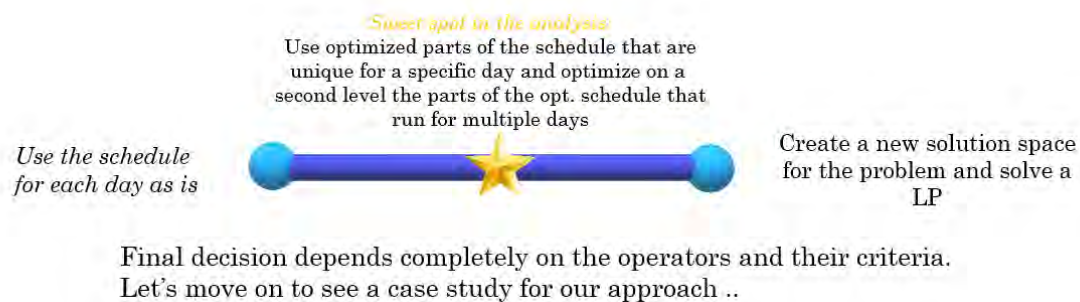 Sweet spot in the analyses
Use optimized parts of the schedule that are
unique for a specific day and optimize on a
second level the parts of the opt. schedule that
run for multiple days
Use the schedule
for each day as is
Create a new solution space
for the problem and solve a
LP
Final decision depends completely on the operators and their criteria.
Let's move on to see a case study for our approach ..